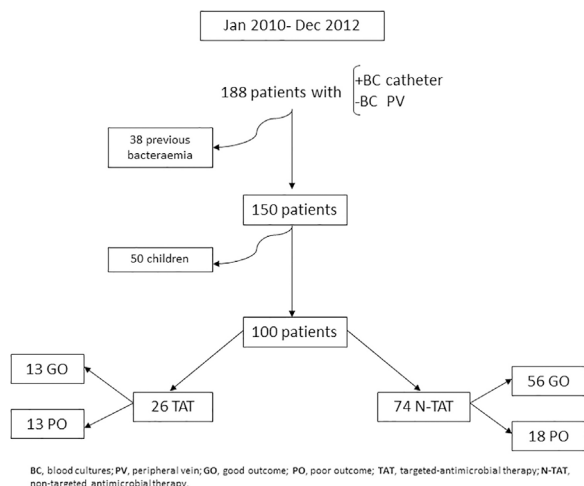 Jan 2010- Dec 2012
188 patients with
+BC catheter
-BC PV
38 previous
bacteraemia
150 patients
50 children
100 patients
13 GO
13 PO
26 TAT
74 N-TAT
56 GO
18 PO
BC, blood cultures; PV, peripheral vein; GO, good outcome; PO, poor outcome; TAT, targeted-antimicrobial therapy; N-TAT,
non-targeted antimicrobial therapy.